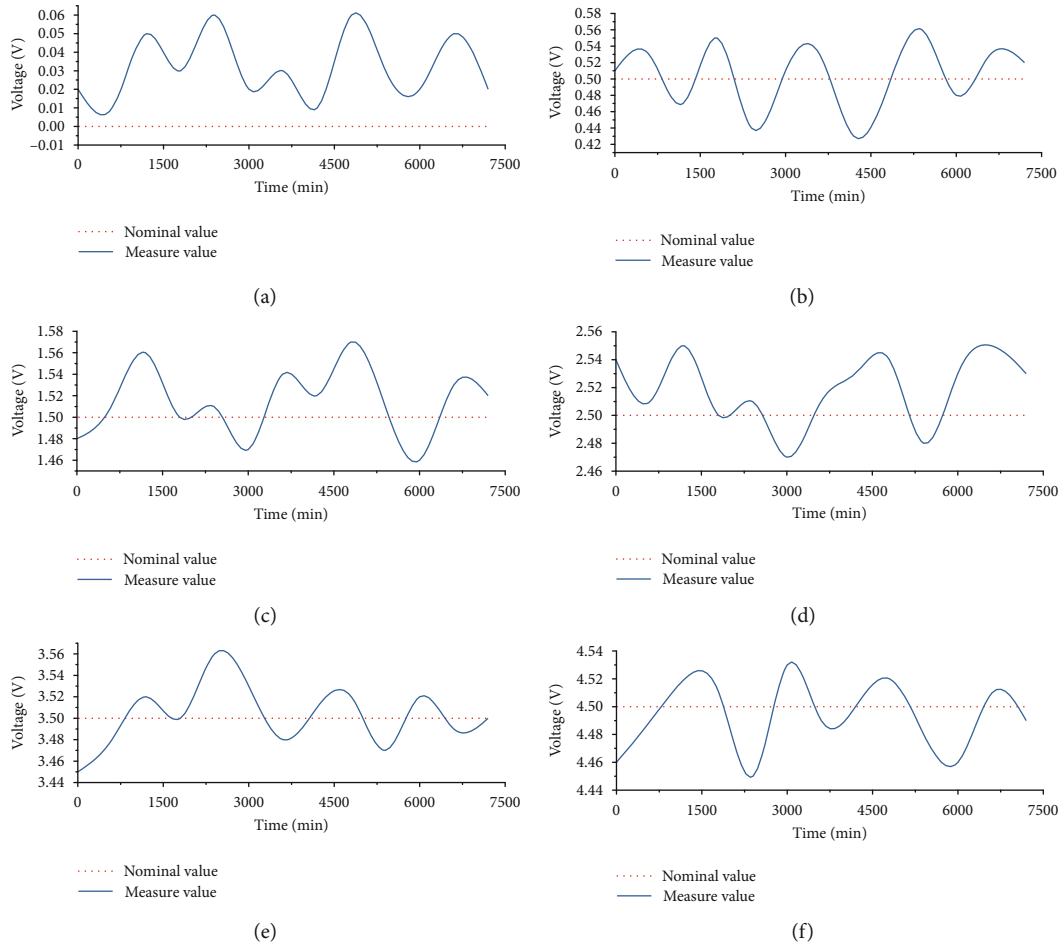 0.06
0.05
0.04
0.03
0.02
0.01
0.00
–0.01
Voltage (V)
0 1500 3000 4500 6000 7500
Time (min)
Nominal value
Measure value
(a)
0.56
0.54
0.52
0.50
0.48
0.46
0.44
0.42
Voltage (V)
0 1500 3000 4500 6000 7500
Time (min)
Nominal value
Measure value
(b)
1.58
1.56
1.54
1.52
1.50
1.48
1.46
Voltage (V)
0 1500 3000 4500 6000 7500
Time (min)
Nominal value
Measure value
(c)
2.56
2.54
2.52
2.50
2.48
2.46
Voltage (V)
0 1500 3000 4500 6000 7500
Time (min)
Nominal value
Measure value
(d)
3.56
3.54
3.52
3.50
3.48
3.46
3.44
Voltage (V)
0 1500 3000 4500 6000 7500
Time (min)
Nominal value
Measure value
(e)
4.54
4.52
4.50
4.48
4.46
4.44
Voltage (V)
0 1500 3000 4500 6000 7500
Time (min)
Nominal value
Measure value
(f)